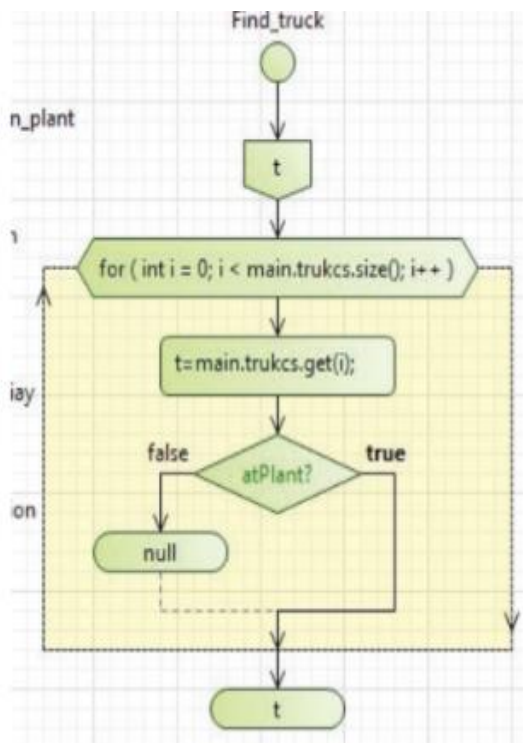 Find_truck
n_plant
t
for ( int i = 0; i < main.trukcs.size(); i++ )
t=main.trukcs.get(i);
iay
false
true
atPlant?
on
null
t